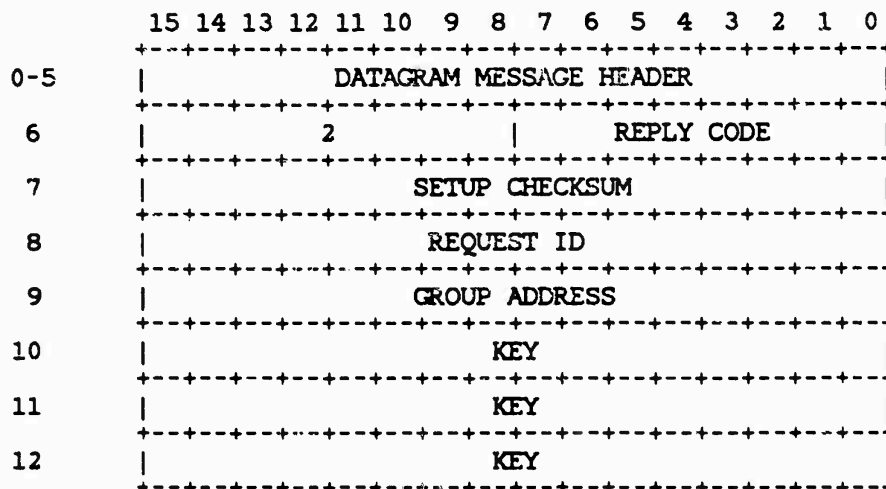 15 14 13 12 11 10 9 8 7 6 5 4 3 2 1 0
+--+--+--+--+--+--+--+--+--+--+--+--+--+--+--+--+
0-5 | DATAGRAM MESSAGE HEADER |
+--+--+--+--+--+--+--+--+--+--+--+--+--+--+--+--+
6 | 2 | REPLY CODE |
+--+--+--+--+--+--+--+--+--+--+--+--+--+--+--+--+
7 | SETUP CHECKSUM |
+--+--+--+--+--+--+--+--+--+--+--+--+--+--+--+--+
8 | REQUEST ID |
+--+--+--+--+--+--+--+--+--+--+--+--+--+--+--+--+
9 | GROUP ADDRESS |
+--+--+--+--+--+--+--+--+--+--+--+--+--+--+--+--+
10 | KEY |
+--+--+--+--+--+--+--+--+--+--+--+--+--+--+--+--+
11 | KEY |
+--+--+--+--+--+--+--+--+--+--+--+--+--+--+--+--+
12 | KEY |
+--+--+--+--+--+--+--+--+--+--+--+--+--+--+--+--+